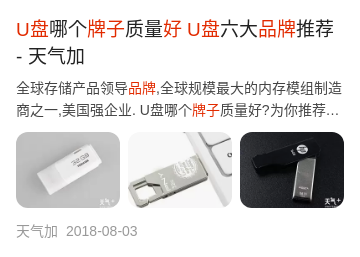 U盘哪个牌子质量好 U盘六大品牌推荐
- 天气加
全球存储产品领导品牌,全球规模最大的内存模组制造
商之一,美国强企业. U盘哪个牌子质量好?为你推荐...
天气加 2018-08-03